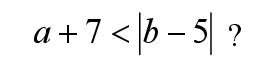 a + 7 < |b − 5| ?